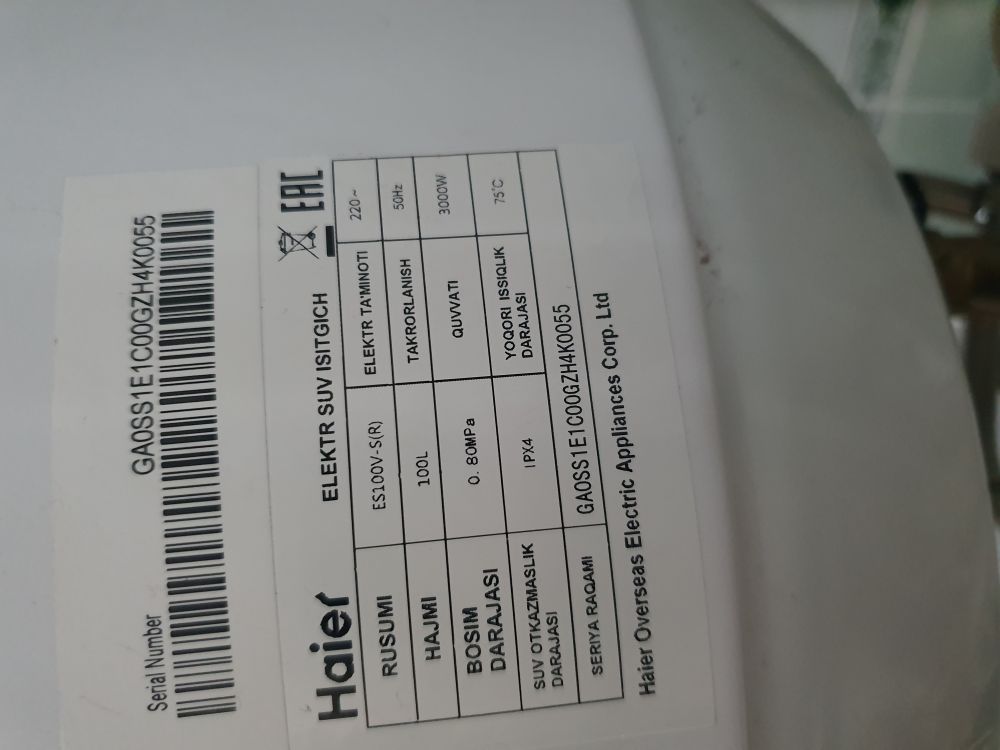 Serial Number GA0SS1E1C00GZH4K0055
Haier ELEKTR SUV ISITGICH EAC
RUSUMI ES100V-S(R) ELEKTR TA'MINOTI 220~
HAJMI 100L TAKRORLANISH 50Hz
BOSIM DARAJASI 0.80MPa QUVVATI 3000W
SUV OTKAZMASLIK DARAJASI IPX4 YOQORI ISSIQLIK DARAJASI 75°C
SERIYA RAQAMI GA0SS1E1C00GZH4K0055
Haier Overseas Electric Appliances Corp. Ltd